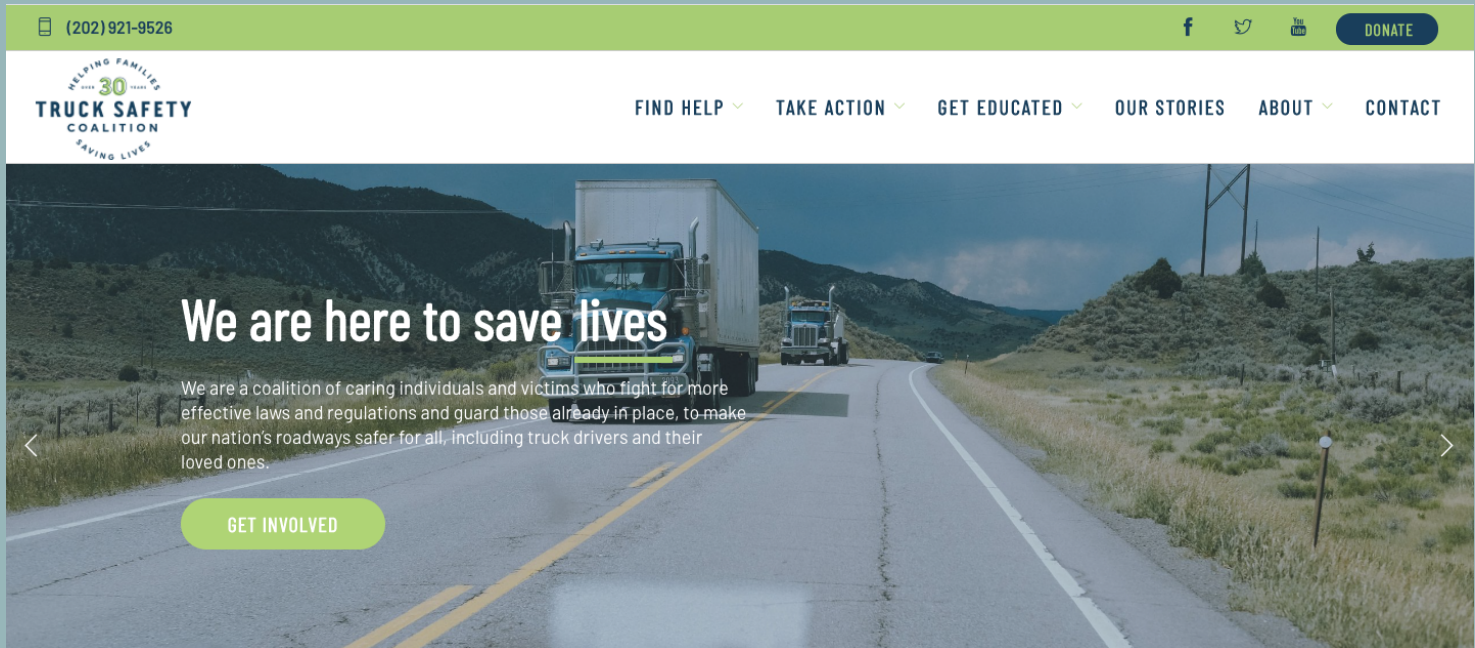 (202) 921-9526
You
Tube
DONATE
HELPING FAMILIES
OVER 30 YEARS
TRUCK SAFETY
COALITION
SAVING LIVES
FIND HELP
TAKE ACTION
GET EDUCATED
OUR STORIES
ABOUT
CONTACT
We are here to save lives
We are a coalition of caring individuals and victims who fight for more
effective laws and regulations and guard those already in place, to make
our nation's roadways safer for all, including truck drivers and their
loved ones.
GET INVOLVED